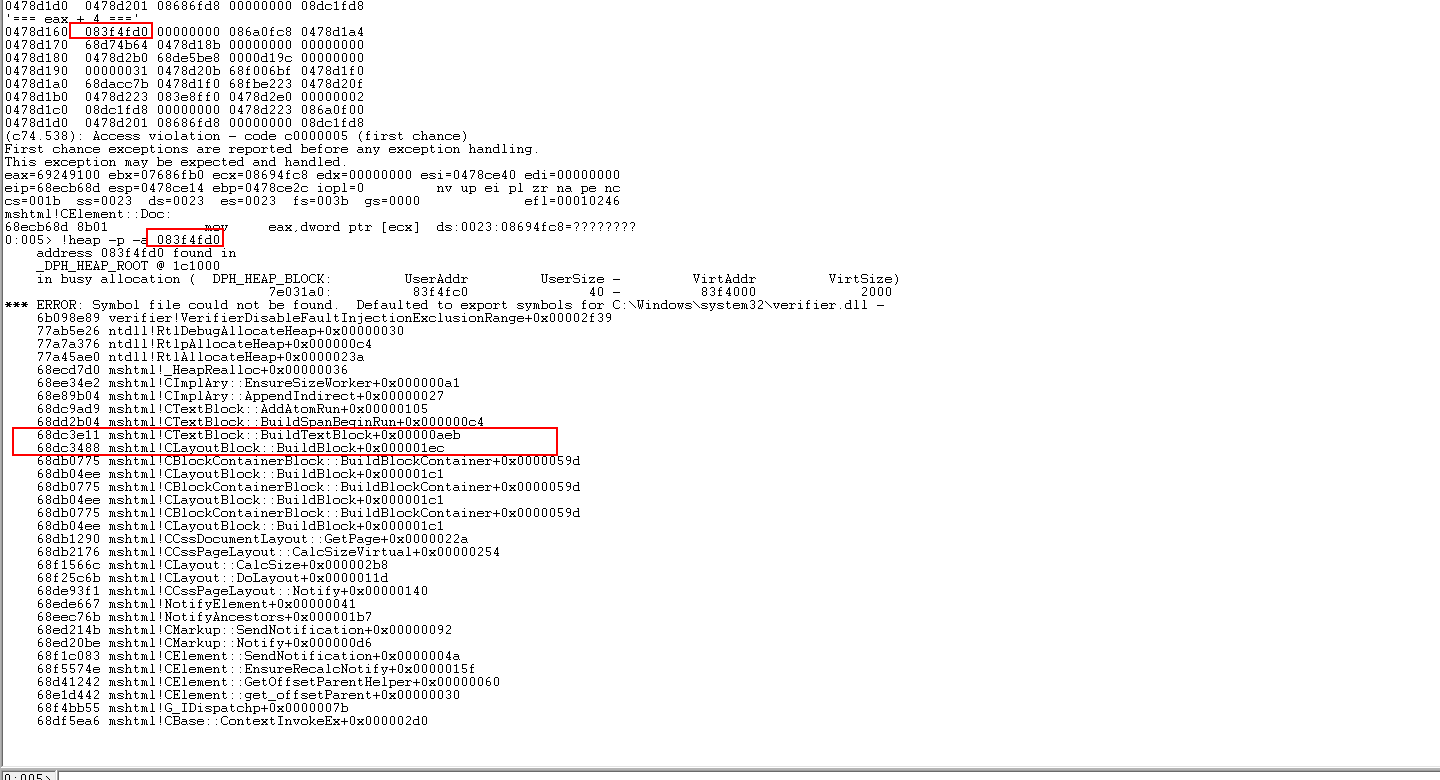 0478d1d0  0478d201 08686fd8 00000000 08dc1fd8
'=== eax + 4 ==='
0478d160  083f4fd0 00000000 086a0fc8 0478d1a4
0478d170  68d74b64 0478d18b 00000000 00000000
0478d180  0478d2b0 68de5be8 0000d19c 00000000
0478d190  00000031 0478d20b 68f006bf 0478d1f0
0478d1a0  68dacc7b 0478d1f0 68fbe223 0478d20f
0478d1b0  0478d223 083e8ff0 0478d2e0 00000002
0478d1c0  08dc1fd8 00000000 0478d223 086a0f00
0478d1d0  0478d201 08686fd8 00000000 08dc1fd8
(c74.538): Access violation - code c0000005 (first chance)
First chance exceptions are reported before any exception handling.
This exception may be expected and handled.
eax=69249100 ebx=07686fb0 ecx=08694fc8 edx=00000000 esi=0478ce40 edi=00000000
eip=68ecb68d esp=0478ce14 ebp=0478ce2c iopl=0         nv up ei pl zr na pe nc
cs=001b  ss=0023  ds=0023  es=0023  fs=003b  gs=0000             efl=00010246
mshtml!CElement::Doc:
68ecb68d 8b01            mov     eax,dword ptr [ecx]  ds:0023:08694fc8=????????
0:005> !heap -p -a 083f4fd0
    address 083f4fd0 found in
    _DPH_HEAP_ROOT @ 1c1000
    in busy allocation (  DPH_HEAP_BLOCK:         UserAddr         UserSize -         VirtAddr         VirtSize)
                                 7e031a0:          83f4fc0               40 -          83f4000             2000
*** ERROR: Symbol file could not be found.  Defaulted to export symbols for C:\Windows\system32\verifier.dll -
    6b098e89 verifier!VerifierDisableFaultInjectionExclusionRange+0x00002f39
    77ab5e26 ntdll!RtlDebugAllocateHeap+0x00000030
    77a7a376 ntdll!RtlpAllocateHeap+0x000000c4
    77a45ae0 ntdll!RtlAllocateHeap+0x0000023a
    68ecd7d0 mshtml!_HeapRealloc+0x00000036
    68ee34e2 mshtml!CImplAry::EnsureSizeWorker+0x000000a1
    68e89b04 mshtml!CImplAry::AppendIndirect+0x00000027
    68dc9ad9 mshtml!CTextBlock::AddAtomRun+0x00000105
    68dd2b04 mshtml!CTextBlock::BuildSpanBeginRun+0x000000c4
    68dc3e11 mshtml!CTextBlock::BuildTextBlock+0x00000aeb
    68dc3488 mshtml!CLayoutBlock::BuildBlock+0x000001ec
    68db0775 mshtml!CBlockContainerBlock::BuildBlockContainer+0x0000059d
    68db04ee mshtml!CLayoutBlock::BuildBlock+0x000001c1
    68db0775 mshtml!CBlockContainerBlock::BuildBlockContainer+0x0000059d
    68db04ee mshtml!CLayoutBlock::BuildBlock+0x000001c1
    68db0775 mshtml!CBlockContainerBlock::BuildBlockContainer+0x0000059d
    68db04ee mshtml!CLayoutBlock::BuildBlock+0x000001c1
    68db1290 mshtml!CCssDocumentLayout::GetPage+0x0000022a
    68db2176 mshtml!CCssPageLayout::CalcSizeVirtual+0x00000254
    68f1566c mshtml!CLayout::CalcSize+0x000002b8
    68f25c6b mshtml!CLayout::DoLayout+0x0000011d
    68de93f1 mshtml!CCssPageLayout::Notify+0x00000140
    68ede667 mshtml!NotifyElement+0x00000041
    68eec76b mshtml!NotifyAncestors+0x000001b7
    68ed214b mshtml!CMarkup::SendNotification+0x00000092
    68ed20be mshtml!CMarkup::Notify+0x000000d6
    68f1c083 mshtml!CElement::SendNotification+0x0000004a
    68f5574e mshtml!CElement::EnsureRecalcNotify+0x0000015f
    68d41242 mshtml!CElement::GetOffsetParentHelper+0x00000060
    68e1d442 mshtml!CElement::get_offsetParent+0x00000030
    68f4bb55 mshtml!G_IDispatchp+0x0000007b
    68df5ea6 mshtml!CBase::ContextInvokeEx+0x000002d0
0:005>